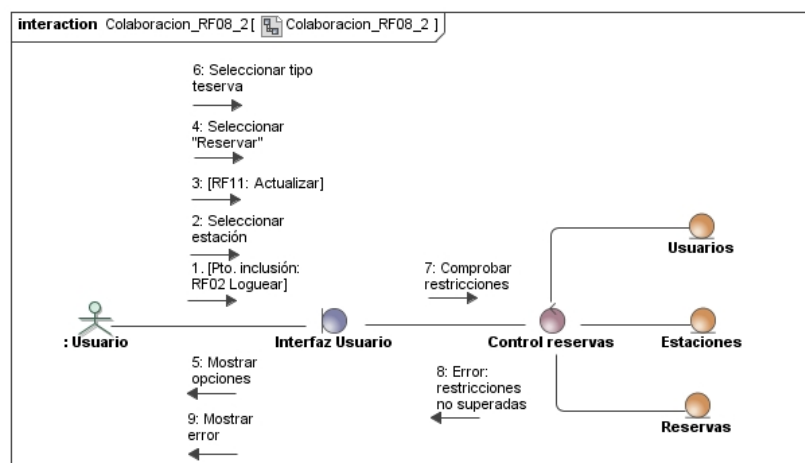 interaction Colaboracion_RF08_2[ Colaboracion_RF08_2 ]
6: Seleccionar tipo
teserva
4: Seleccionar
"Reservar"
3: [RF11: Actualizar]
2: Seleccionar
estación
1. [Pto. inclusión:
RF02 Loguear]
7: Comprobar
restricciones
Usuarios
: Usuario
Interfaz Usuario
Control reservas
Estaciones
5: Mostrar
opciones
8: Error:
restricciones
no superadas
9: Mostrar
error
Reservas